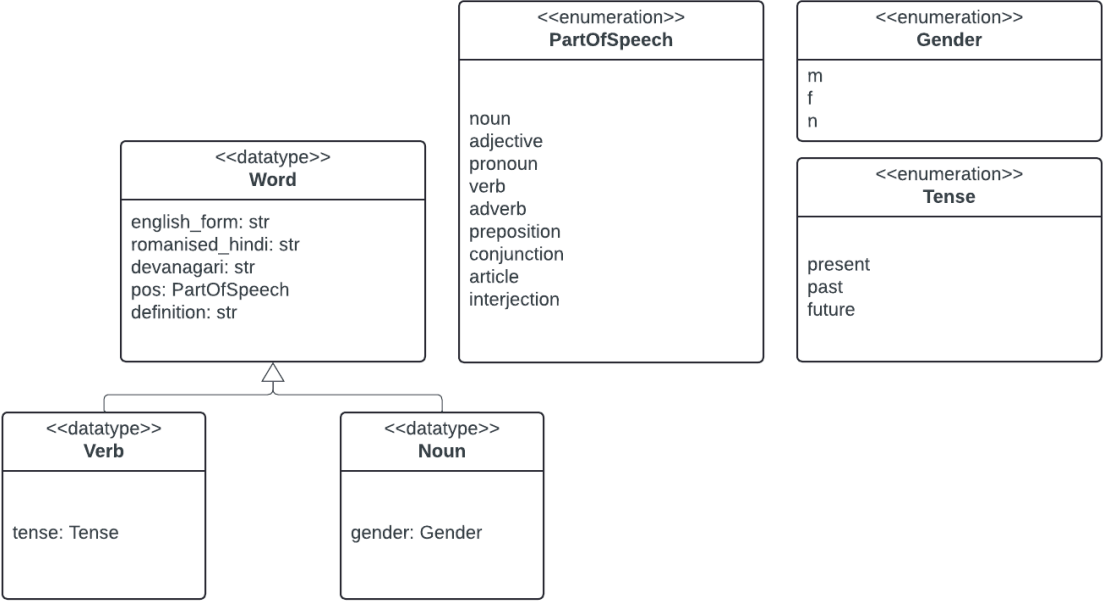 <<enumeration>>
PartOfSpeech
noun
adjective
pronoun
verb
adverb
preposition
conjunction
article
interjection
<<enumeration>>
Gender
m
f
n
<<enumeration>>
Tense
present
past
future
<<datatype>>
Word
english_form: str
romanised_hindi: str
devanagari: str
pos: PartOfSpeech
definition: str
<<datatype>>
Verb
tense: Tense
<<datatype>>
Noun
gender: Gender